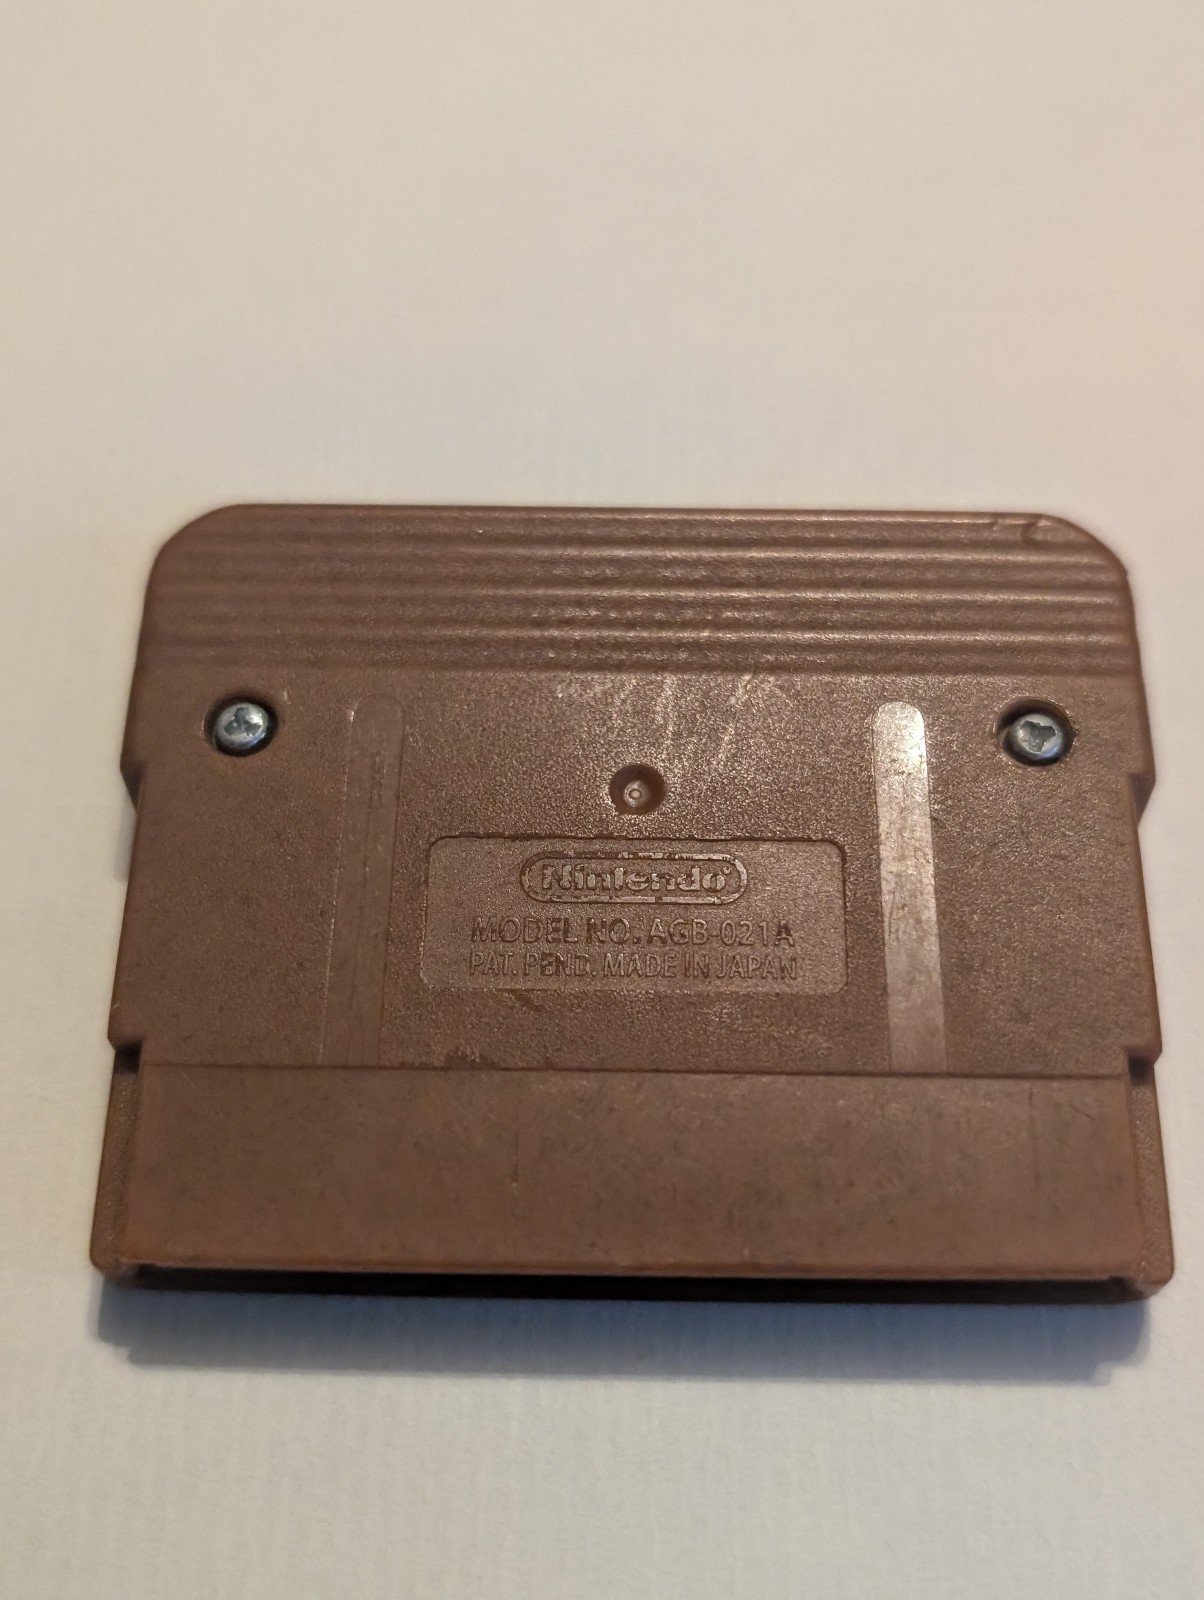 Nintendo®
MODEL NO. AGB-021A
PAT. PEND. MADE IN JAPAN